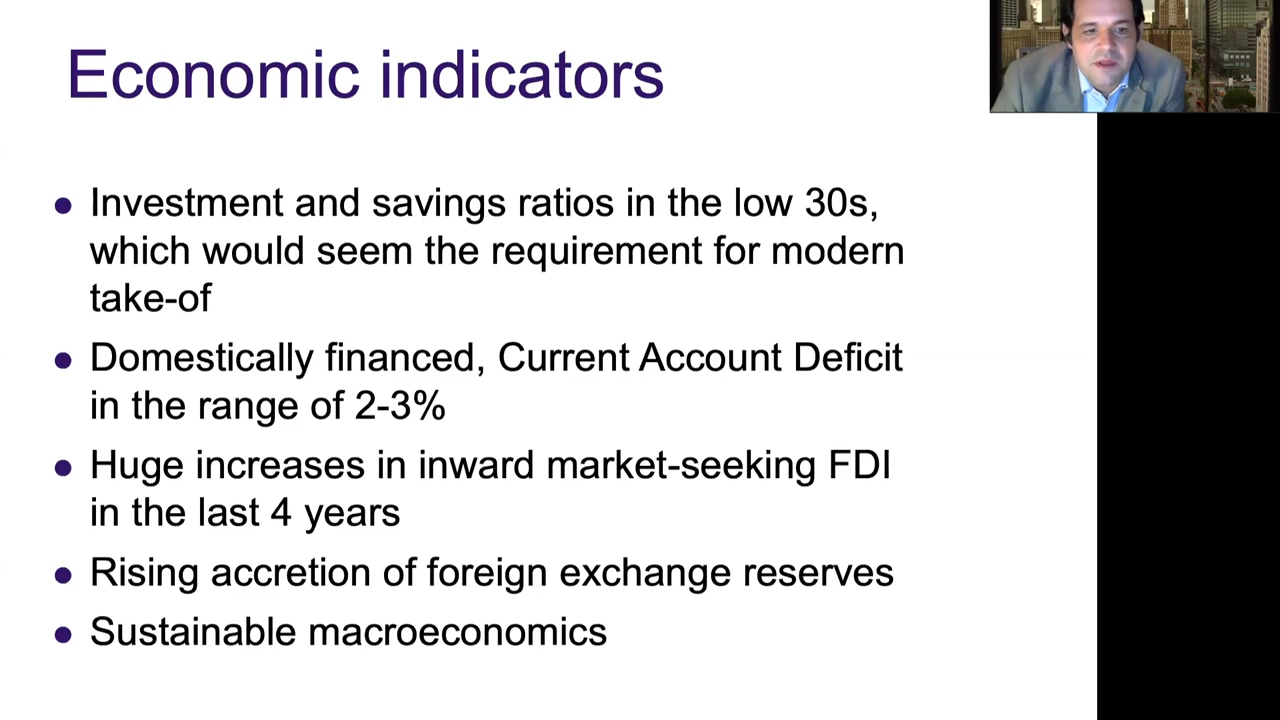 Economic indicators
● Investment and savings ratios in the low 30s,
which would seem the requirement for modern
take-of
● Domestically financed, Current Account Deficit
in the range of 2-3%
● Huge increases in inward market-seeking FDI
in the last 4 years
● Rising accretion of foreign exchange reserves
● Sustainable macroeconomics